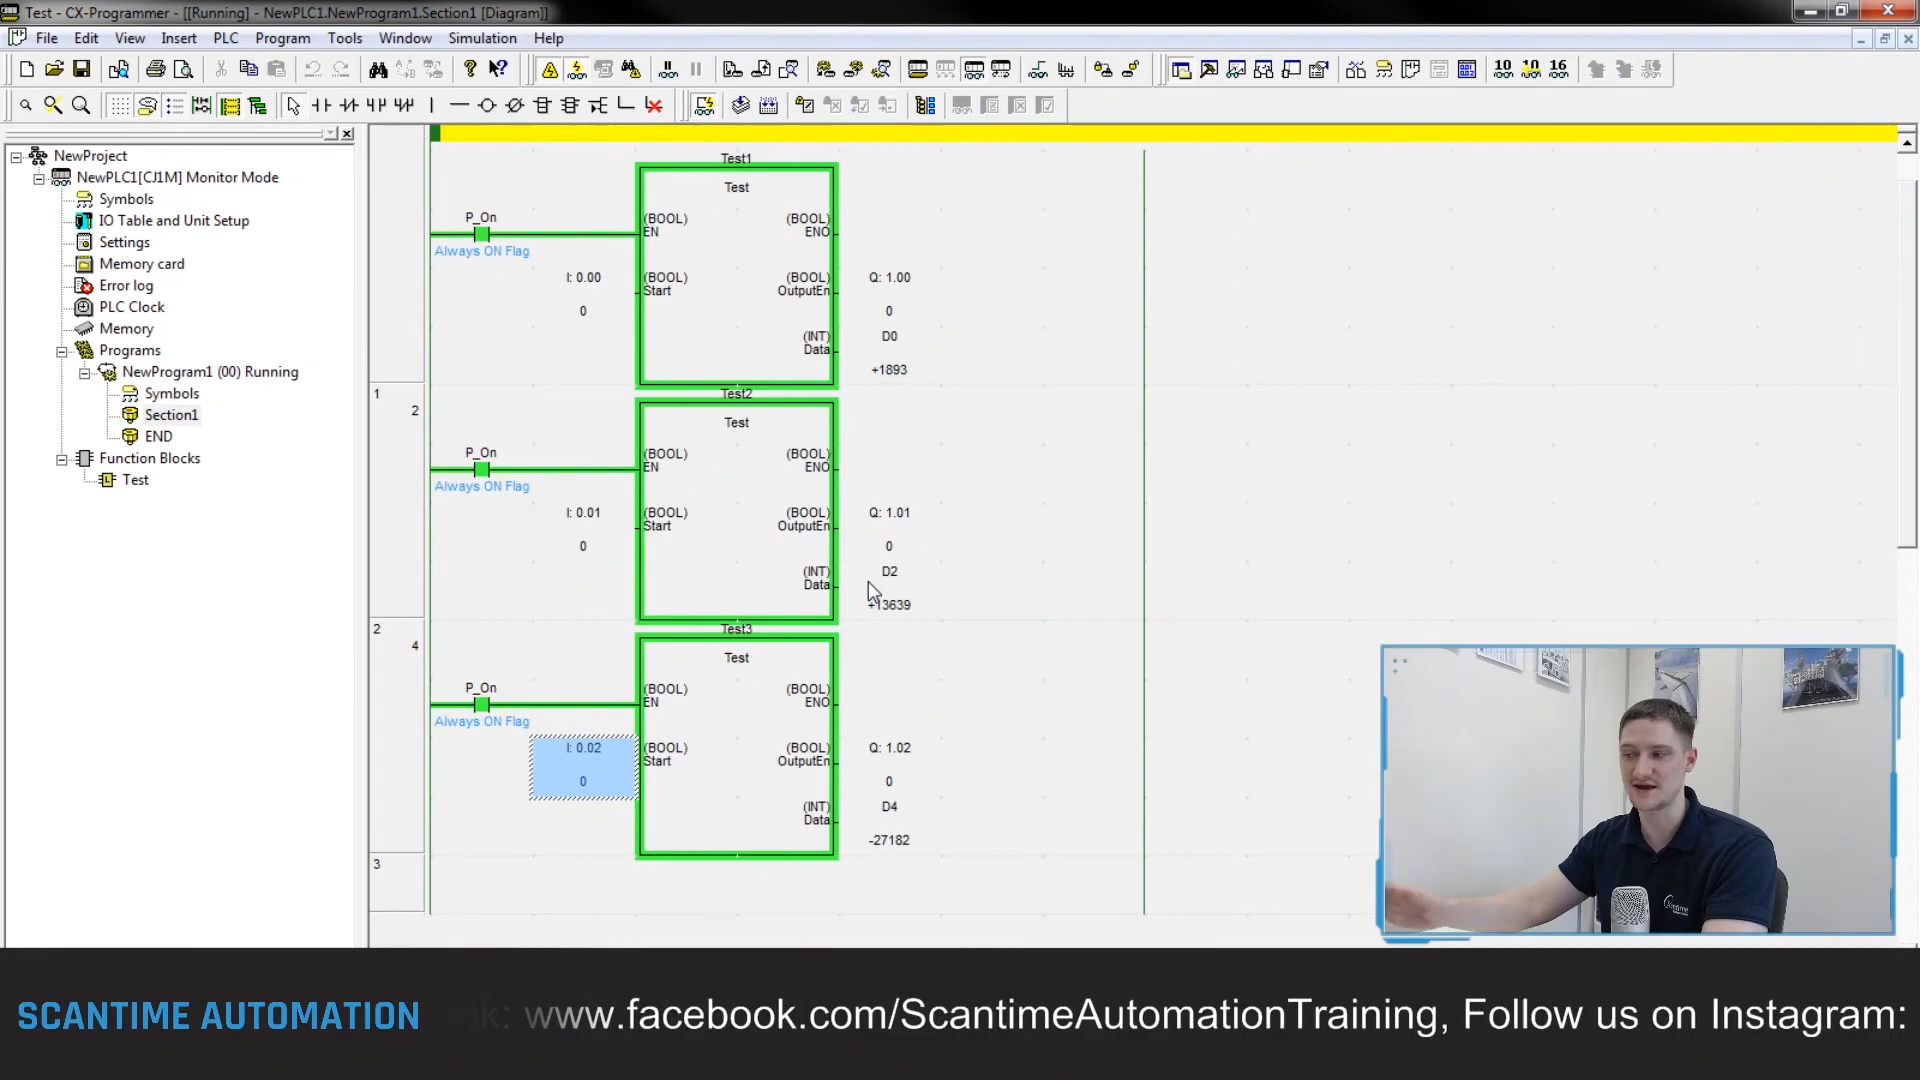 Test - CX-Programmer - [[Running] - NewPLC1.NewProgram1.Section1 [Diagram]]
File Edit View Insert PLC Program Tools Window Simulation Help
10 10 16
NewProject
NewPLC1[CJ1M] Monitor Mode
Symbols
IO Table and Unit Setup
Settings
Memory card
Error log
PLC Clock
Memory
Programs
NewProgram1 (00) Running
Symbols
Section1
END
Function Blocks
Test
Test1
Test
P_On
Always ON Flag
(BOOL) (BOOL)
EN ENO
I: 0.00 (BOOL) (BOOL) Q: 1.00
Start OutputEn
0 0
(INT) D0
Data
+1893
1
2
Test2
Test
P_On
Always ON Flag
(BOOL) (BOOL)
EN ENO
I: 0.01 (BOOL) (BOOL) Q: 1.01
Start OutputEn
0 0
(INT) D2
Data
+13639
2
4
Test3
Test
P_On
Always ON Flag
(BOOL) (BOOL)
EN ENO
I: 0.02 (BOOL) (BOOL) Q: 1.02
Start OutputEn
0 0
(INT) D4
Data
-27182
3
Scantime
SCANTIME AUTOMATION
www.facebook.com/ScantimeAutomationTraining, Follow us on Instagram: